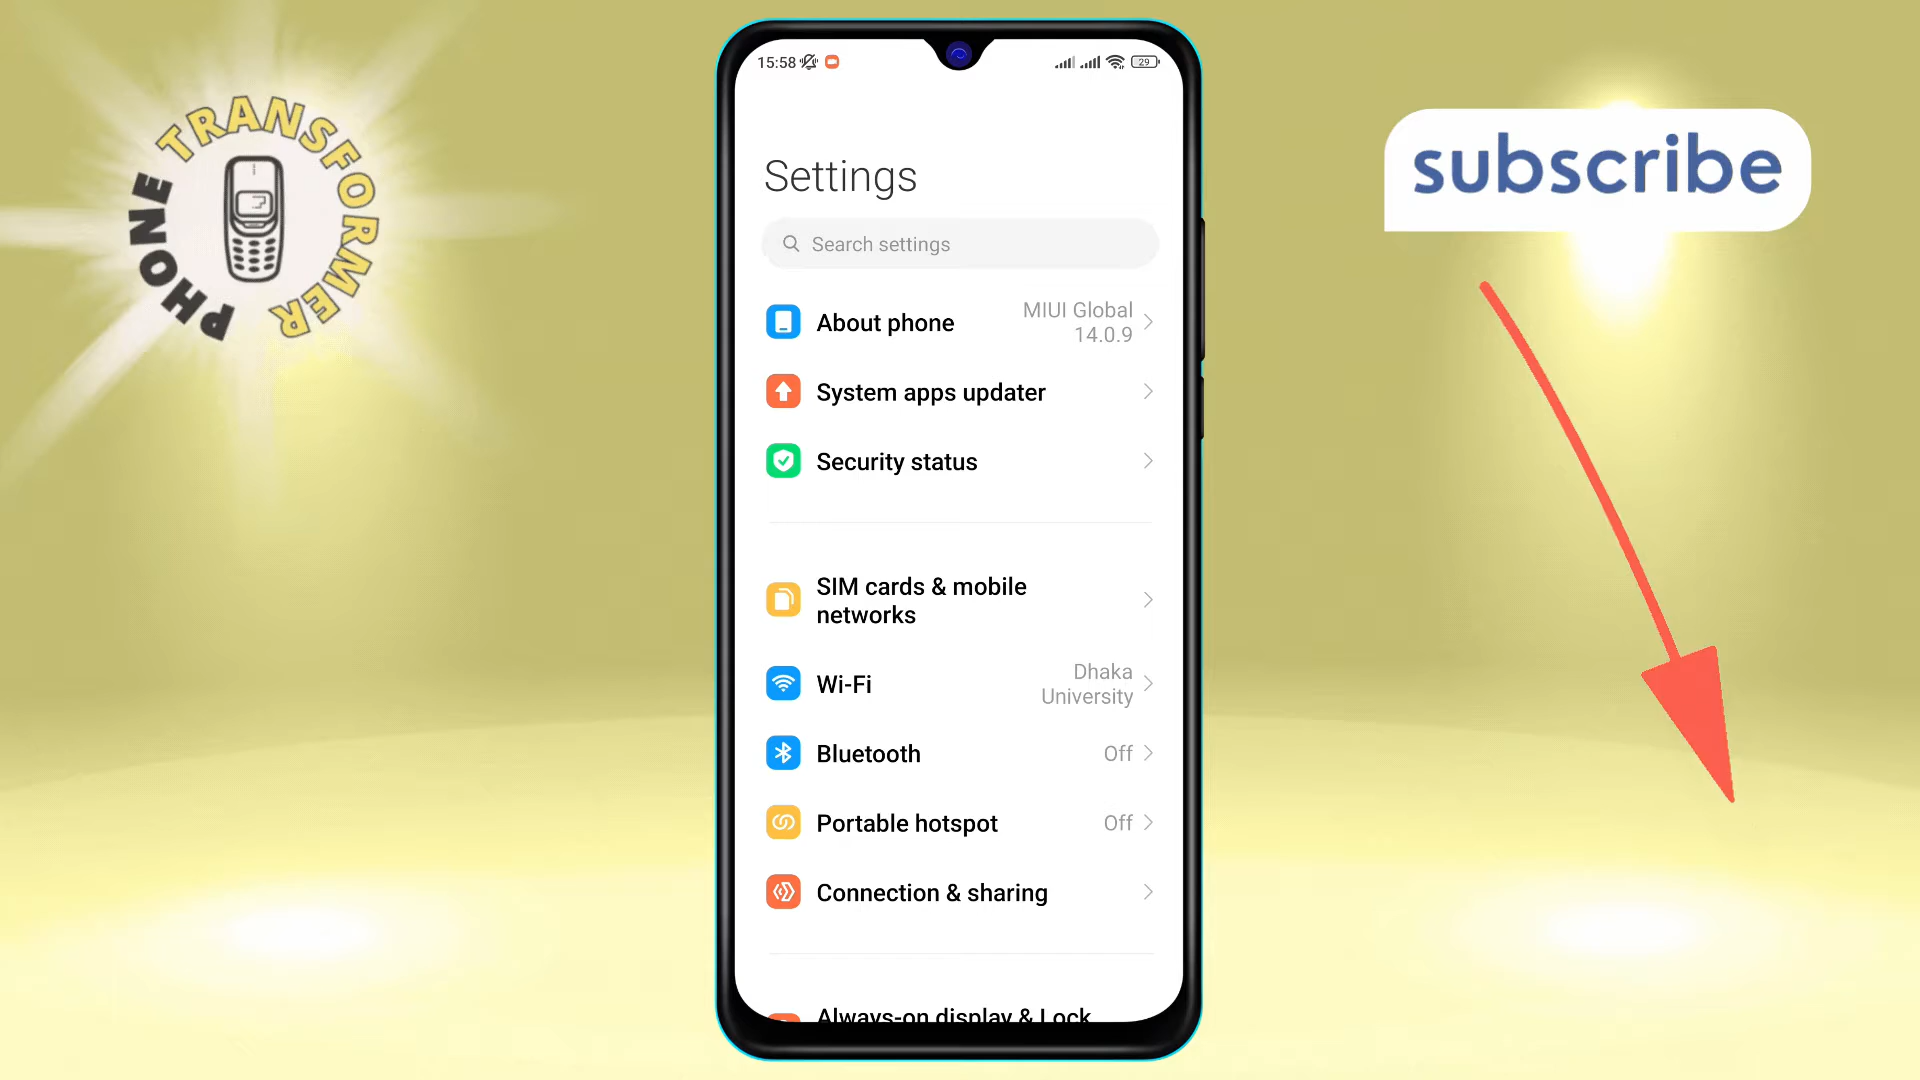 PHONE TRANSFORMER
subscribe
15:58
29
Settings
Search settings
About phone
MIUI Global
14.0.9
System apps updater
Security status
SIM cards & mobile
networks
Wi-Fi
Dhaka
University
Bluetooth
Off
Portable hotspot
Off
Connection & sharing
Always-on display & Lock